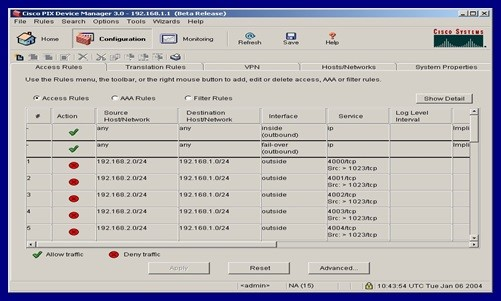 Cisco PIX Device Manager 3.0 - 192.168.1.1 (Beta Release)
File Rules Search Options Tools Wizards Help
Home Configuration Monitoring Refresh Save Help
CISCO SYSTEMS
Access Rules Translation Rules VPN Hosts/Networks System Properties
Use the Rules menu, the toolbar, or the right mouse button to add, edit or delete access, AAA or filter rules.
Access Rules AAA Rules Filter Rules Show Detail
# Action Source Host/Network Destination Host/Network Interface Service Log Level Interval
- any any inside (outbound) ip Impli
- any any fail-over (outbound) ip Impli
1 192.168.2.0/24 192.168.1.0/24 outside 4000/tcp Src: > 1023/tcp
2 192.168.2.0/24 192.168.1.0/24 outside 4001/tcp Src: > 1023/tcp
3 192.168.2.0/24 192.168.1.0/24 outside 4002/tcp Src: > 1023/tcp
4 192.168.2.0/24 192.168.1.0/24 outside 4003/tcp Src: > 1023/tcp
5 192.168.2.0/24 192.168.1.0/24 outside 4004/tcp Src: > 1023/tcp
Allow traffic Deny traffic
Apply Reset Advanced...
<admin> NA (15) 10:43:54 UTC Tue Jan 06 2004